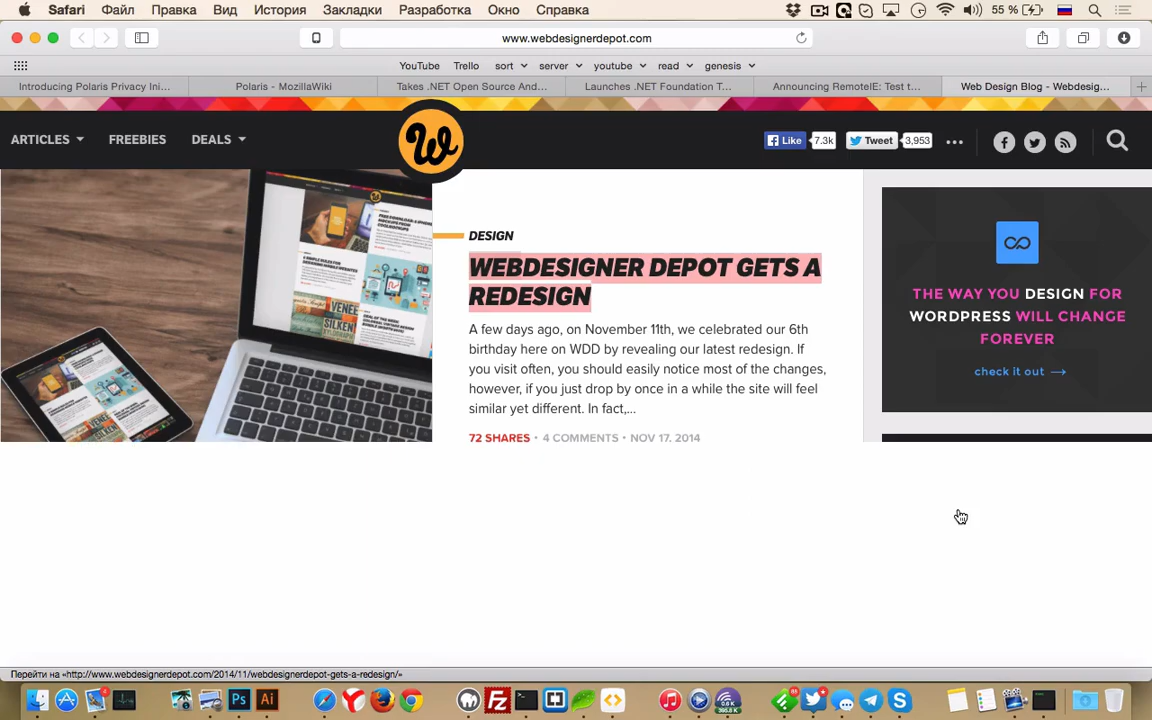 Safari Файл Правка Вид История Закладки Разработка Окно Справка 55 %
www.webdesignerdepot.com
YouTube Trello sort server youtube read genesis
Introducing Polaris Privacy Ini... Polaris - MozillaWiki Takes .NET Open Source And... Launches .NET Foundation T... Announcing RemoteIE: Test t... Web Design Blog - Webdesig...
ARTICLES FREEBIES DEALS W Like 7.3k Tweet 3,953
DESIGN
WEBDESIGNER DEPOT GETS A
REDESIGN
A few days ago, on November 11th, we celebrated our 6th
birthday here on WDD by revealing our latest redesign. If
you visit often, you should easily notice most of the changes,
however, if you just drop by once in a while the site will feel
similar yet different. In fact,...
72 SHARES • 4 COMMENTS • NOV 17, 2014
THE WAY YOU DESIGN FOR
WORDPRESS WILL CHANGE
FOREVER
check it out →
Перейти на «http://www.webdesignerdepot.com/2014/11/webdesignerdepot-gets-a-redesign/»
Ps Ai Fz